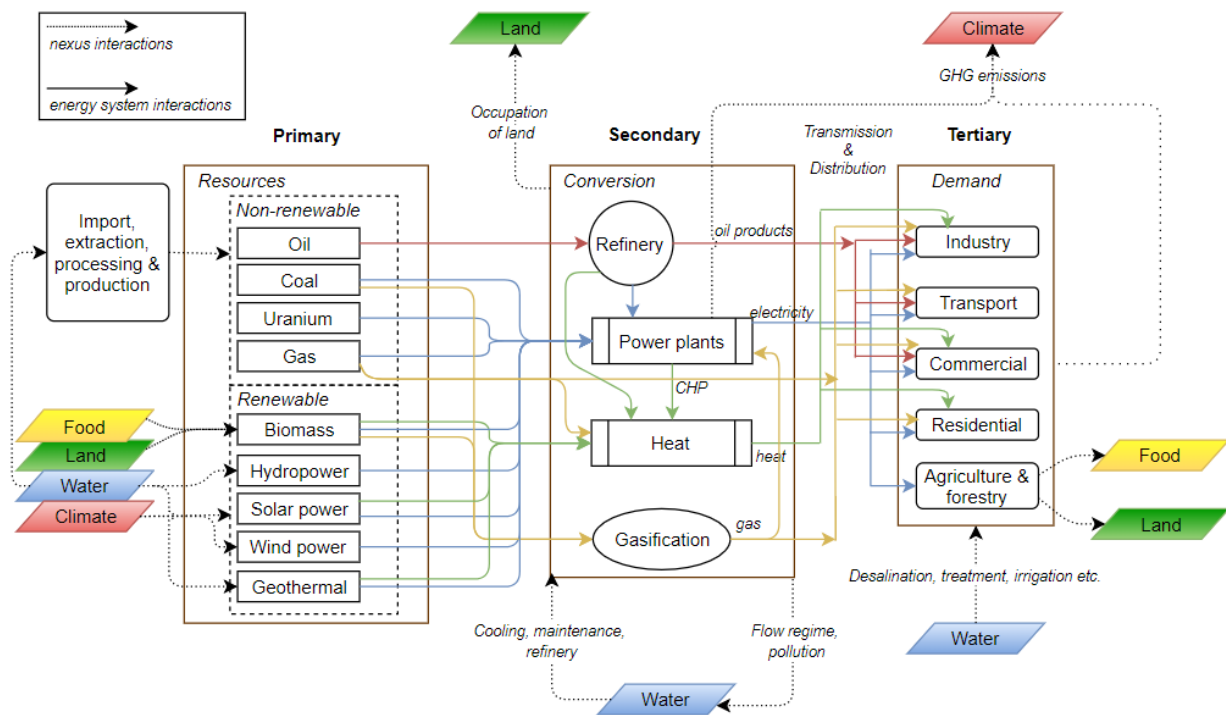 nexus interactions
energy system interactions
Land
Climate
GHG emissions
Occupation
of land
Transmission
&
Distribution
Primary
Secondary
Tertiary
Import,
extraction,
processing &
production
Resources
Non-renewable
Oil
Coal
Uranium
Gas
Renewable
Biomass
Hydropower
Solar power
Wind power
Geothermal
Food
Land
Water
Climate
Conversion
Refinery
oil products
Power plants
electricity
CHP
Heat
heat
Gasification
gas
Demand
Industry
Transport
Commercial
Residential
Agriculture &
forestry
Food
Land
Desalination, treatment, irrigation etc.
Water
Cooling, maintenance,
refinery
Flow regime,
pollution
Water